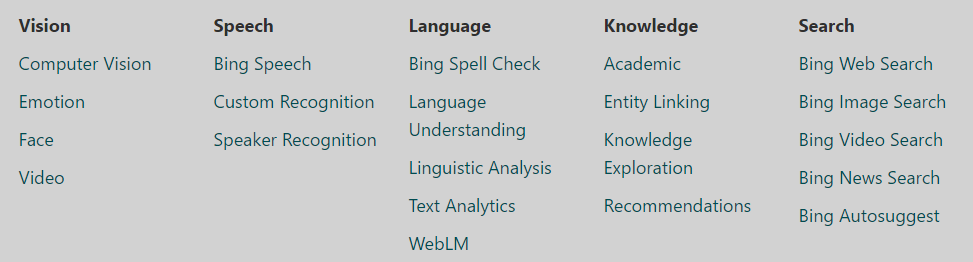 Vision
Computer Vision
Emotion
Face
Video
Speech
Bing Speech
Custom Recognition
Speaker Recognition
Language
Bing Spell Check
Language
Understanding
Linguistic Analysis
Text Analytics
WebLM
Knowledge
Academic
Entity Linking
Knowledge
Exploration
Recommendations
Search
Bing Web Search
Bing Image Search
Bing Video Search
Bing News Search
Bing Autosuggest